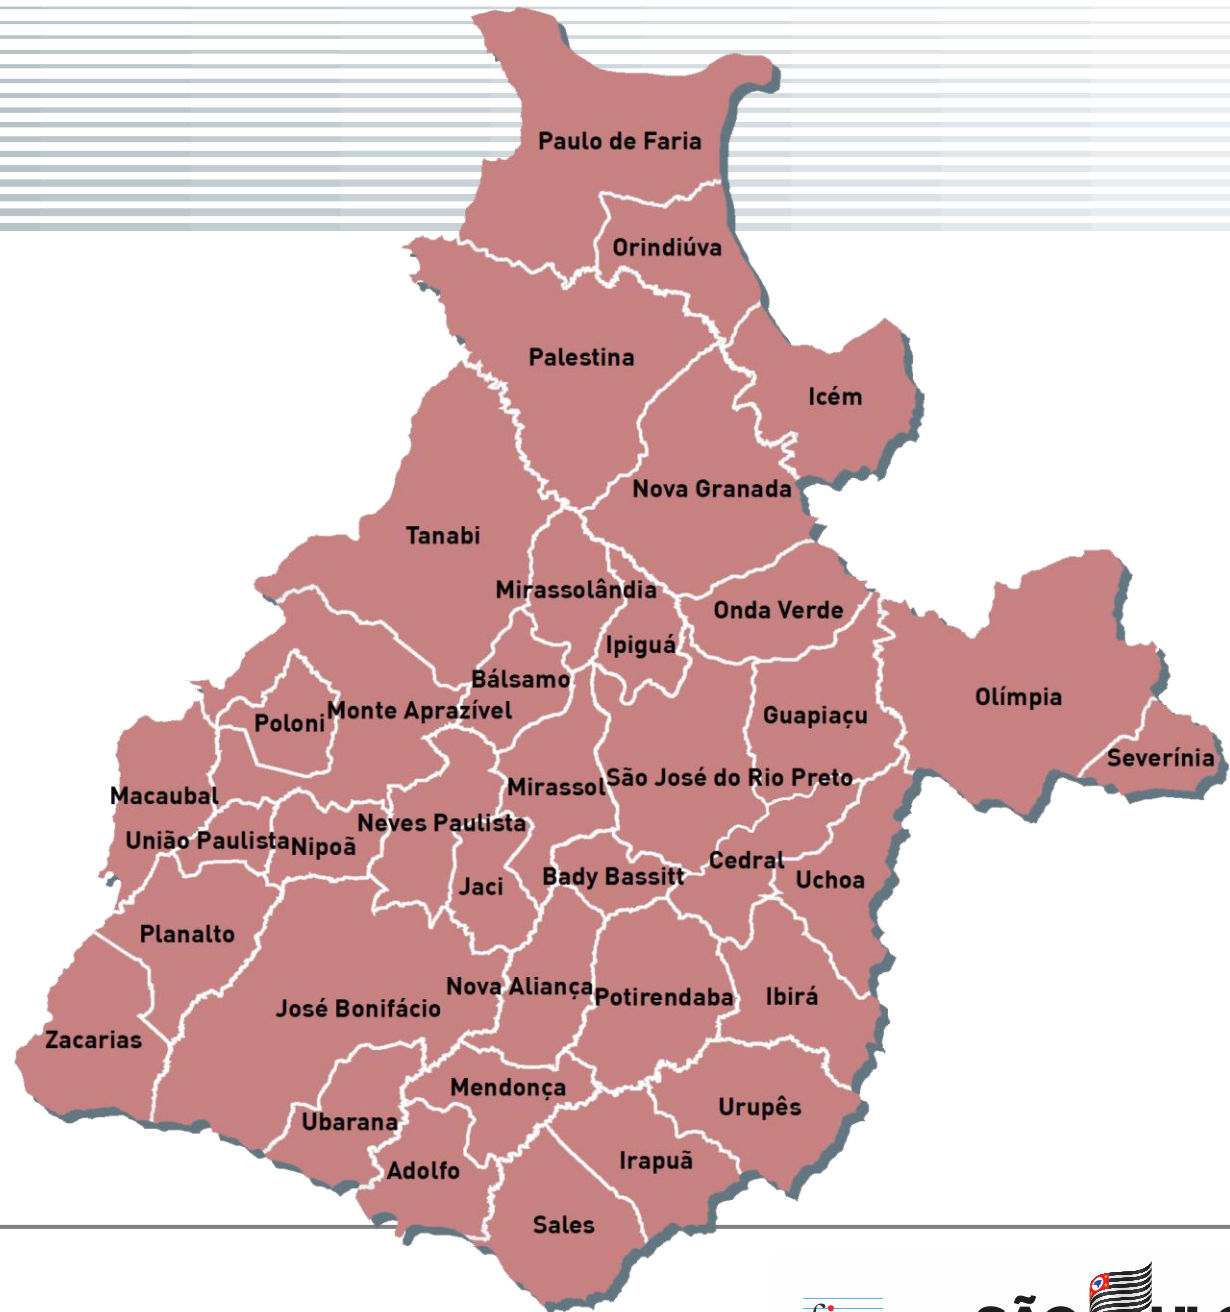 Paulo de Faria
Orindiúva
Palestina
Icém
Nova Granada
Tanabi
Mirassolândia
Onda Verde
Ipiguá
Bálsamo
Olímpia
Monte Aprazível
Guapiaçu
Poloni
Severínia
São José do Rio Preto
Mirassol
Macaubal
Neves Paulista
União Paulista
Nipoã
Cedral
Bady Bassitt
Uchoa
Jaci
Planalto
Nova Aliança
Potirendaba
Ibirá
José Bonifácio
Zacarias
Mendonça
Urupês
Ubarana
Irapuã
Adolfo
Sales